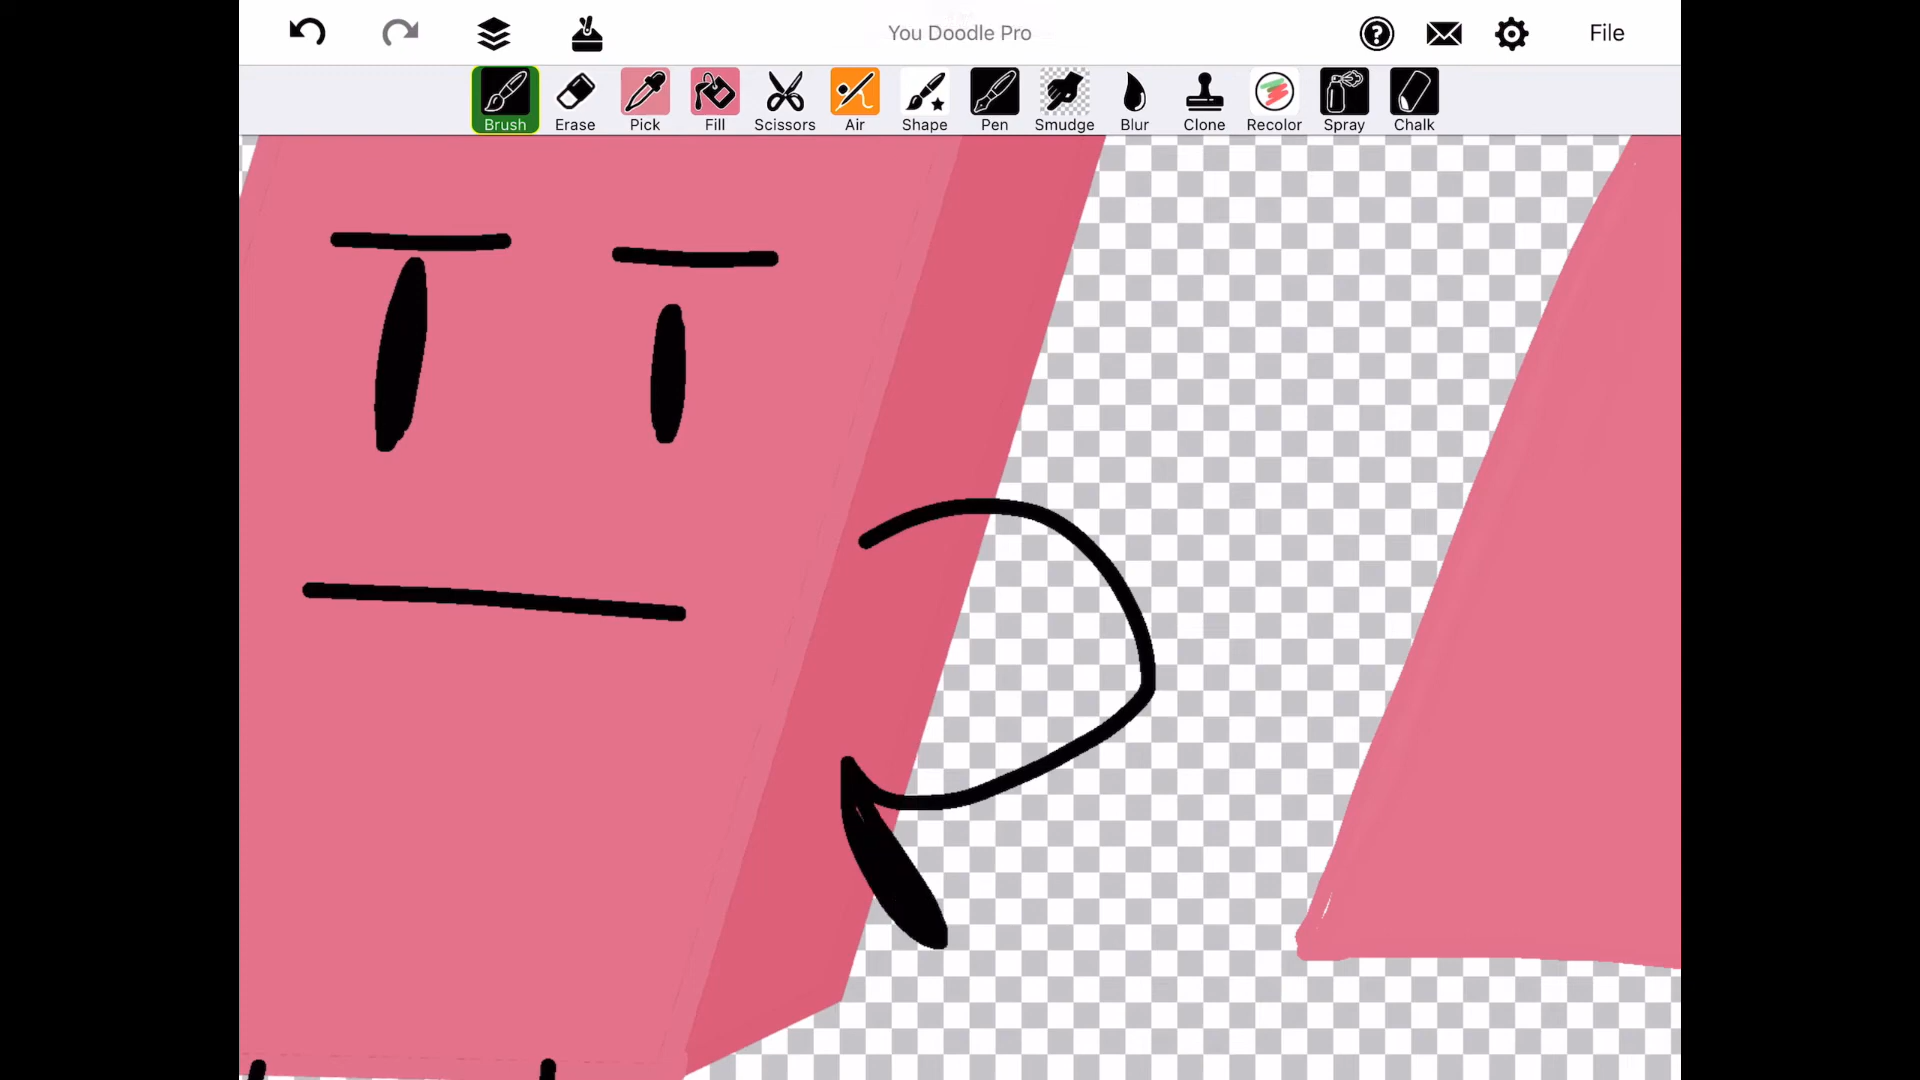 You Doodle Pro
File
Brush Erase Pick Fill Scissors Air Shape Pen Smudge Blur Clone Recolor Spray Chalk